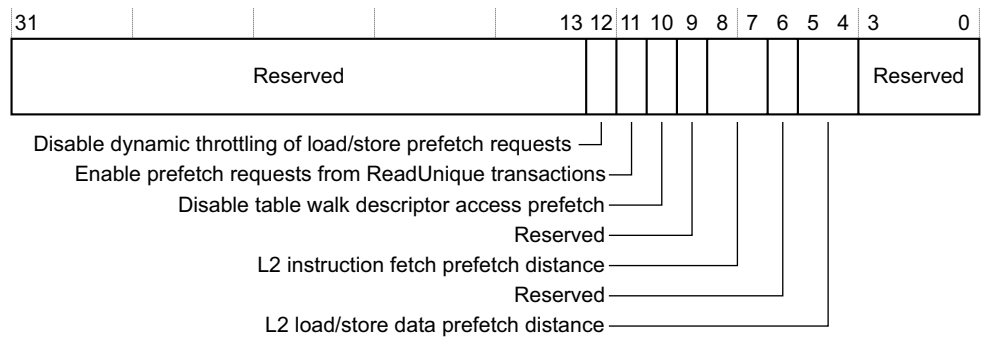 31 13 12 11 10 9 8 7 6 5 4 3 0
Reserved Reserved
Disable dynamic throttling of load/store prefetch requests
Enable prefetch requests from ReadUnique transactions
Disable table walk descriptor access prefetch
Reserved
L2 instruction fetch prefetch distance
Reserved
L2 load/store data prefetch distance